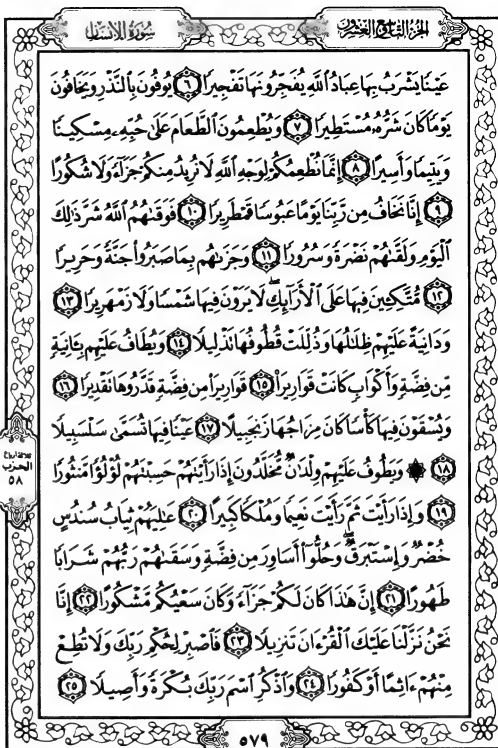 الجزء التاسع والعشرون
سُورَةُ الإِنسَان
عَيْنًا يَشْرَبُ بِهَا عِبَادُ ٱللَّهِ يُفَجِّرُونَهَا تَفْجِيرًا ٦ يُوفُونَ بِٱلنَّذْرِ وَيَخَافُونَ
يَوْمًا كَانَ شَرُّهُۥ مُسْتَطِيرًا ٧ وَيُطْعِمُونَ ٱلطَّعَامَ عَلَىٰ حُبِّهِۦ مِسْكِينًا
وَيَتِيمًا وَأَسِيرًا ٨ إِنَّمَا نُطْعِمُكُمْ لِوَجْهِ ٱللَّهِ لَا نُرِيدُ مِنكُمْ جَزَآءً وَلَا شُكُورًا
٩ إِنَّا نَخَافُ مِن رَّبِّنَا يَوْمًا عَبُوسًا قَمْطَرِيرًا ١٠ فَوَقَىٰهُمُ ٱللَّهُ شَرَّ ذَٰلِكَ
ٱلْيَوْمِ وَلَقَّىٰهُمْ نَضْرَةً وَسُرُورًا ١١ وَجَزَىٰهُم بِمَا صَبَرُوا۟ جَنَّةً وَحَرِيرًا
١٢ مُّتَّكِـِٔينَ فِيهَا عَلَى ٱلْأَرَآئِكِ ۖ لَا يَرَوْنَ فِيهَا شَمْسًا وَلَا زَمْهَرِيرًا ١٣
وَدَانِيَةً عَلَيْهِمْ ظِلَٰلُهَا وَذُلِّلَتْ قُطُوفُهَا تَذْلِيلًا ١٤ وَيُطَافُ عَلَيْهِم بِـَٔانِيَةٍ
مِّن فِضَّةٍ وَأَكْوَابٍ كَانَتْ قَوَارِيرَا۠ ١٥ قَوَارِيرَا۟ مِن فِضَّةٍ قَدَّرُوهَا تَقْدِيرًا ١٦
وَيُسْقَوْنَ فِيهَا كَأْسًا كَانَ مِزَاجُهَا زَنجَبِيلًا ١٧ عَيْنًا فِيهَا تُسَمَّىٰ سَلْسَبِيلًا
١٨ ۞ وَيَطُوفُ عَلَيْهِمْ وِلْدَٰنٌ مُّخَلَّدُونَ إِذَا رَأَيْتَهُمْ حَسِبْتَهُمْ لُؤْلُؤًا مَّنثُورًا
١٩ وَإِذَا رَأَيْتَ ثَمَّ رَأَيْتَ نَعِيمًا وَمُلْكًا كَبِيرًا ٢٠ عَٰلِيَهُمْ ثِيَابُ سُندُسٍ
خُضْرٌ وَإِسْتَبْرَقٌ ۖ وَحُلُّوٓا۟ أَسَاوِرَ مِن فِضَّةٍ وَسَقَىٰهُمْ رَبُّهُمْ شَرَابًا
طَهُورًا ٢١ إِنَّ هَٰذَا كَانَ لَكُمْ جَزَآءً وَكَانَ سَعْيُكُم مَّشْكُورًا ٢٢ إِنَّا
نَحْنُ نَزَّلْنَا عَلَيْكَ ٱلْقُرْءَانَ تَنزِيلًا ٢٣ فَٱصْبِرْ لِحُكْمِ رَبِّكَ وَلَا تُطِعْ
مِنْهُمْ ءَاثِمًا أَوْ كَفُورًا ٢٤ وَٱذْكُرِ ٱسْمَ رَبِّكَ بُكْرَةً وَأَصِيلًا ٢٥
ثلاثة أرباع
الحزب
٥٨
٥٧٩